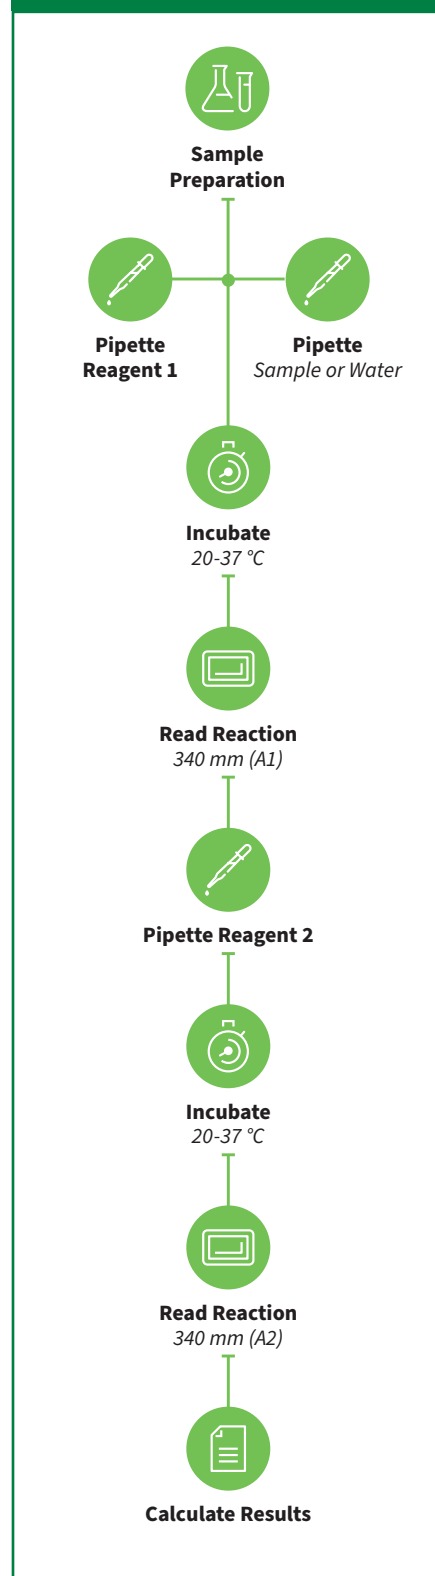 Sample
Preparation
Pipette
Reagent 1
Pipette
Sample or Water
Incubate
20-37 °C
Read Reaction
340 mm (A1)
Pipette Reagent 2
Incubate
20-37 °C
Read Reaction
340 mm (A2)
Calculate Results